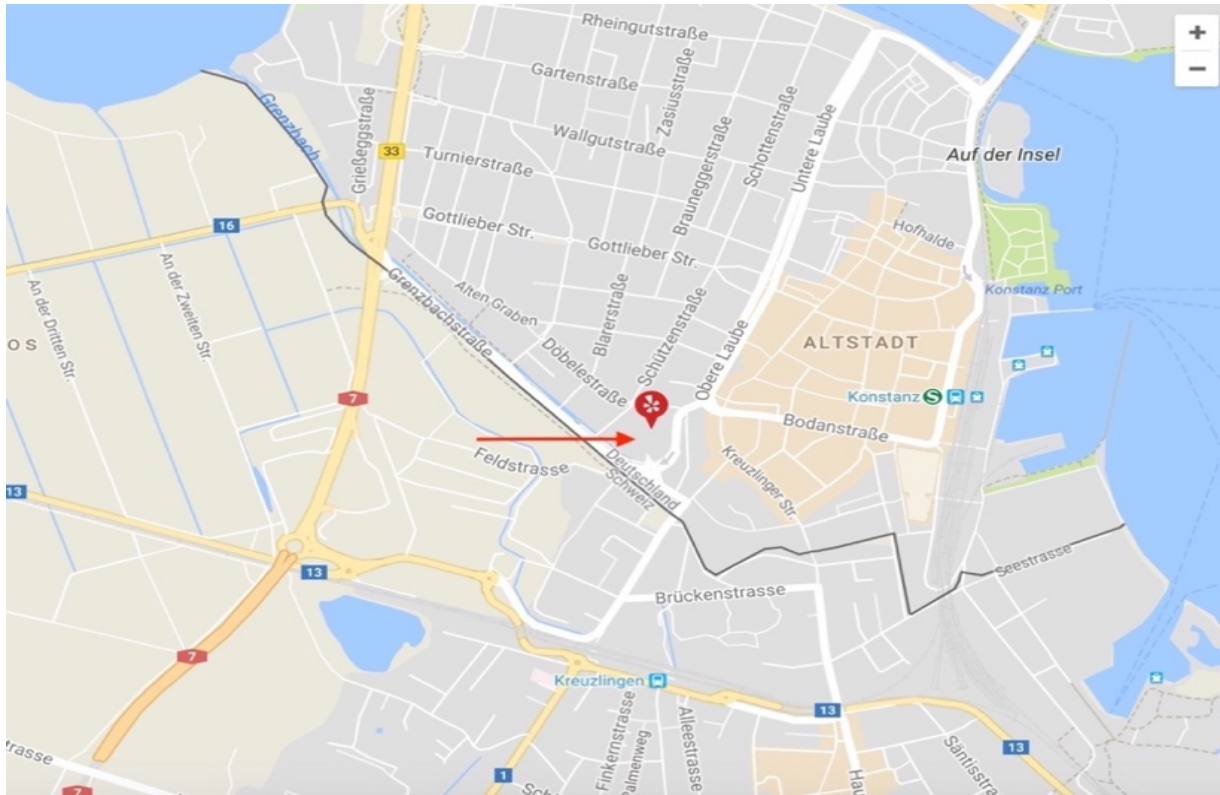 Rheingutstraße
+
Gartenstraße
Zasiusstraße
−
Grenzbach
Grießeggstraße
Wallgutstraße
Schottenstraße
Untere Laube
33
Turnierstraße
Brauneggerstraße
Auf der Insel
16
Gottlieber Str.
Gottlieber Str.
Hofhalde
An der Zweiten Str.
An der Dritten Str.
Grenzbachstraße
Alten Graben
Konstanz Port
OS
Blarerstraße
Schützenstraße
Obere Laube
ALTSTADT
Döbelestraße
7
Konstanz S
Bodanstraße
Feldstrasse
Deutschland
Schweiz
Kreuzlinger Str.
13
13
Seestrasse
Brückenstrasse
7
Kreuzlingen
13
13
Finkernstrasse
Palmenweg
Alleestrasse
Säntisstra
Hau
trasse
1
7